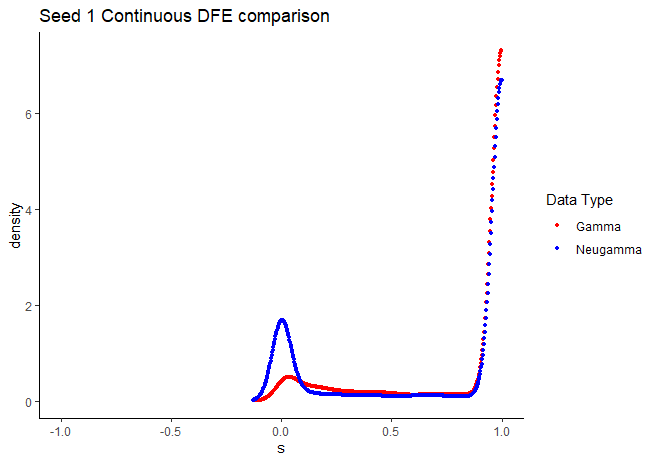 Seed 1 Continuous DFE comparison
density
6
4
2
0
-1.0 -0.5 0.0 0.5 1.0
s
Data Type
Gamma
Neugamma